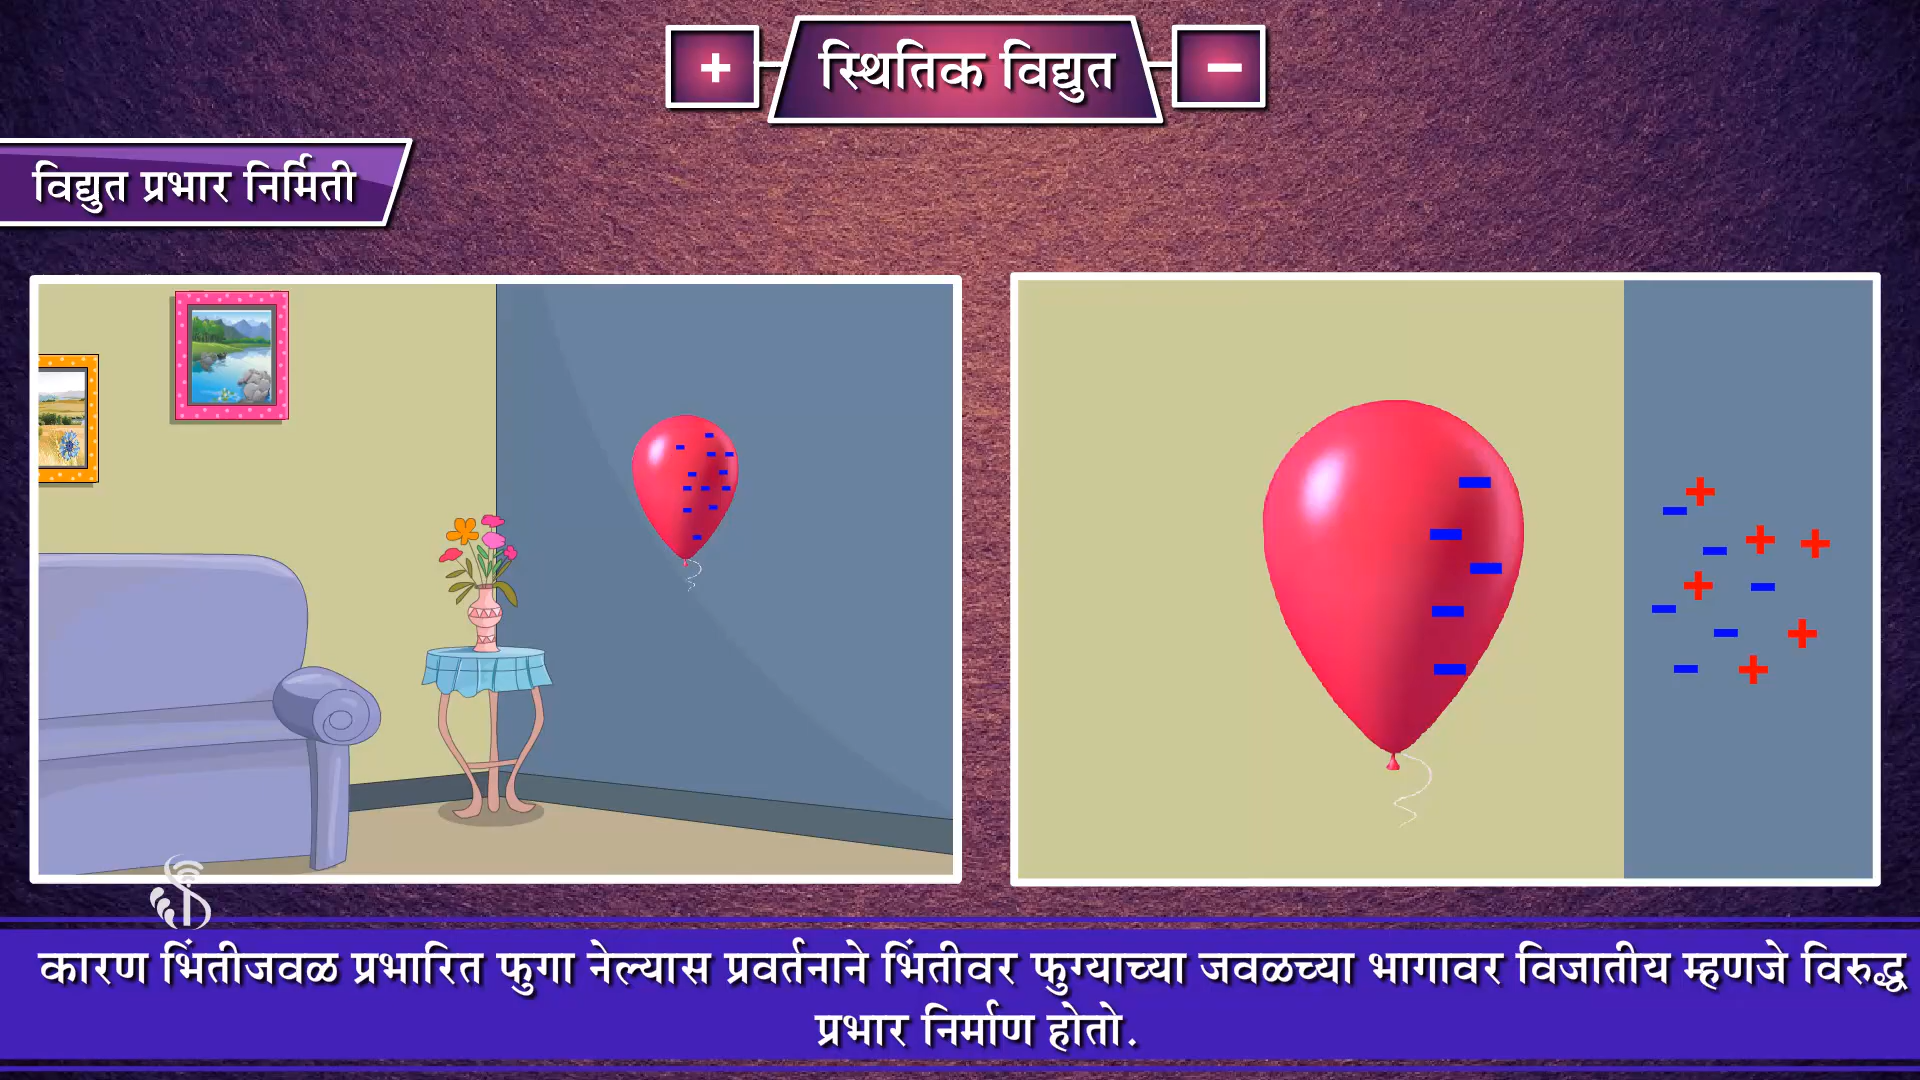 + स्थितिक विद्युत −
विद्युत प्रभार निर्मिती
कारण भिंतीजवळ प्रभारित फुगा नेल्यास प्रवर्तनाने भिंतीवर फुग्याच्या जवळच्या भागावर विजातीय म्हणजे विरुद्ध
प्रभार निर्माण होतो.